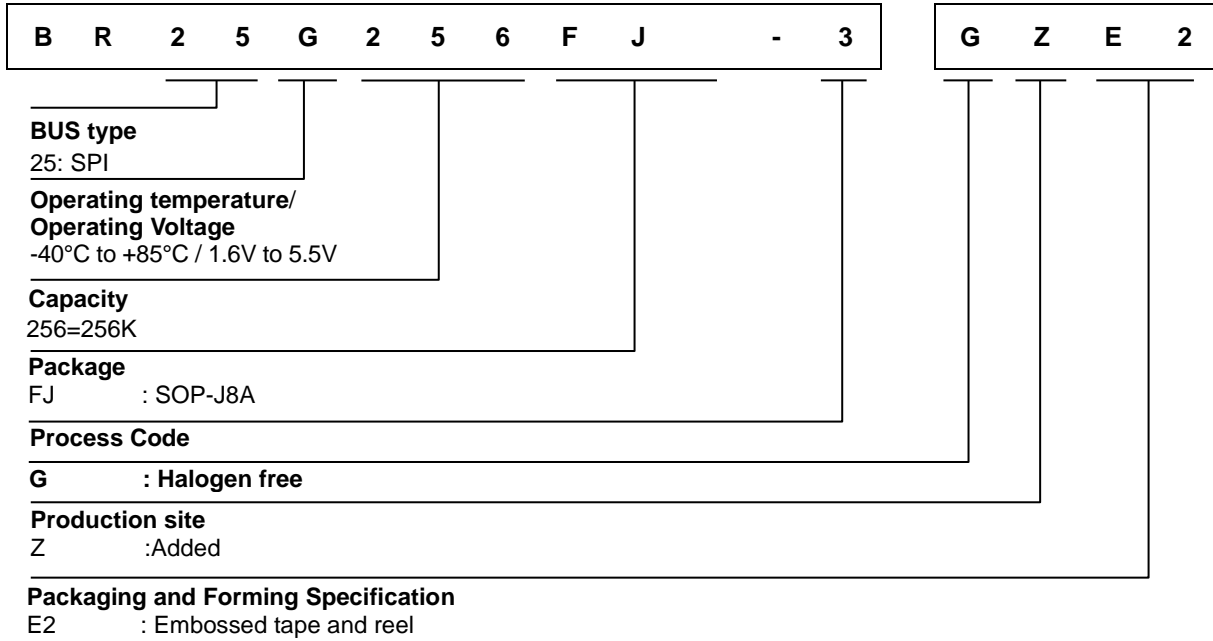 B R 2 5 G 2 5 6 F J - 3 G Z E 2
BUS type
25: SPI
Operating temperature/
Operating Voltage
-40°C to +85°C / 1.6V to 5.5V
Capacity
256=256K
Package
FJ : SOP-J8A
Process Code
G : Halogen free
Production site
Z :Added
Packaging and Forming Specification
E2 : Embossed tape and reel